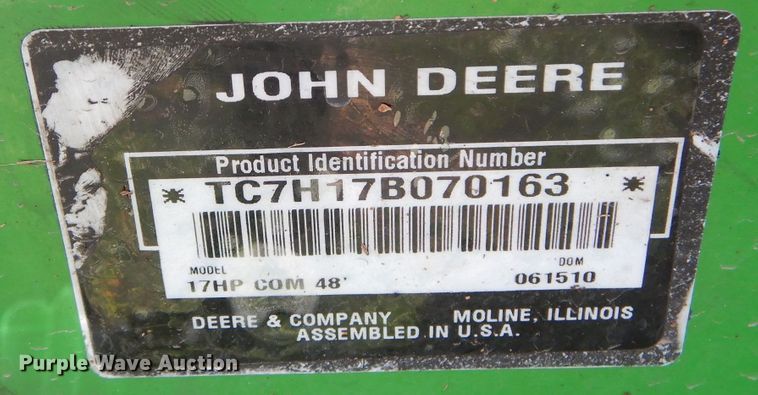 JOHN DEERE
Product Identification Number
* TC7H17B070163 *
MODEL DOM
17HP COM 48' 061510
DEERE & COMPANY MOLINE, ILLINOIS
ASSEMBLED IN U.S.A.
Purple Wave Auction